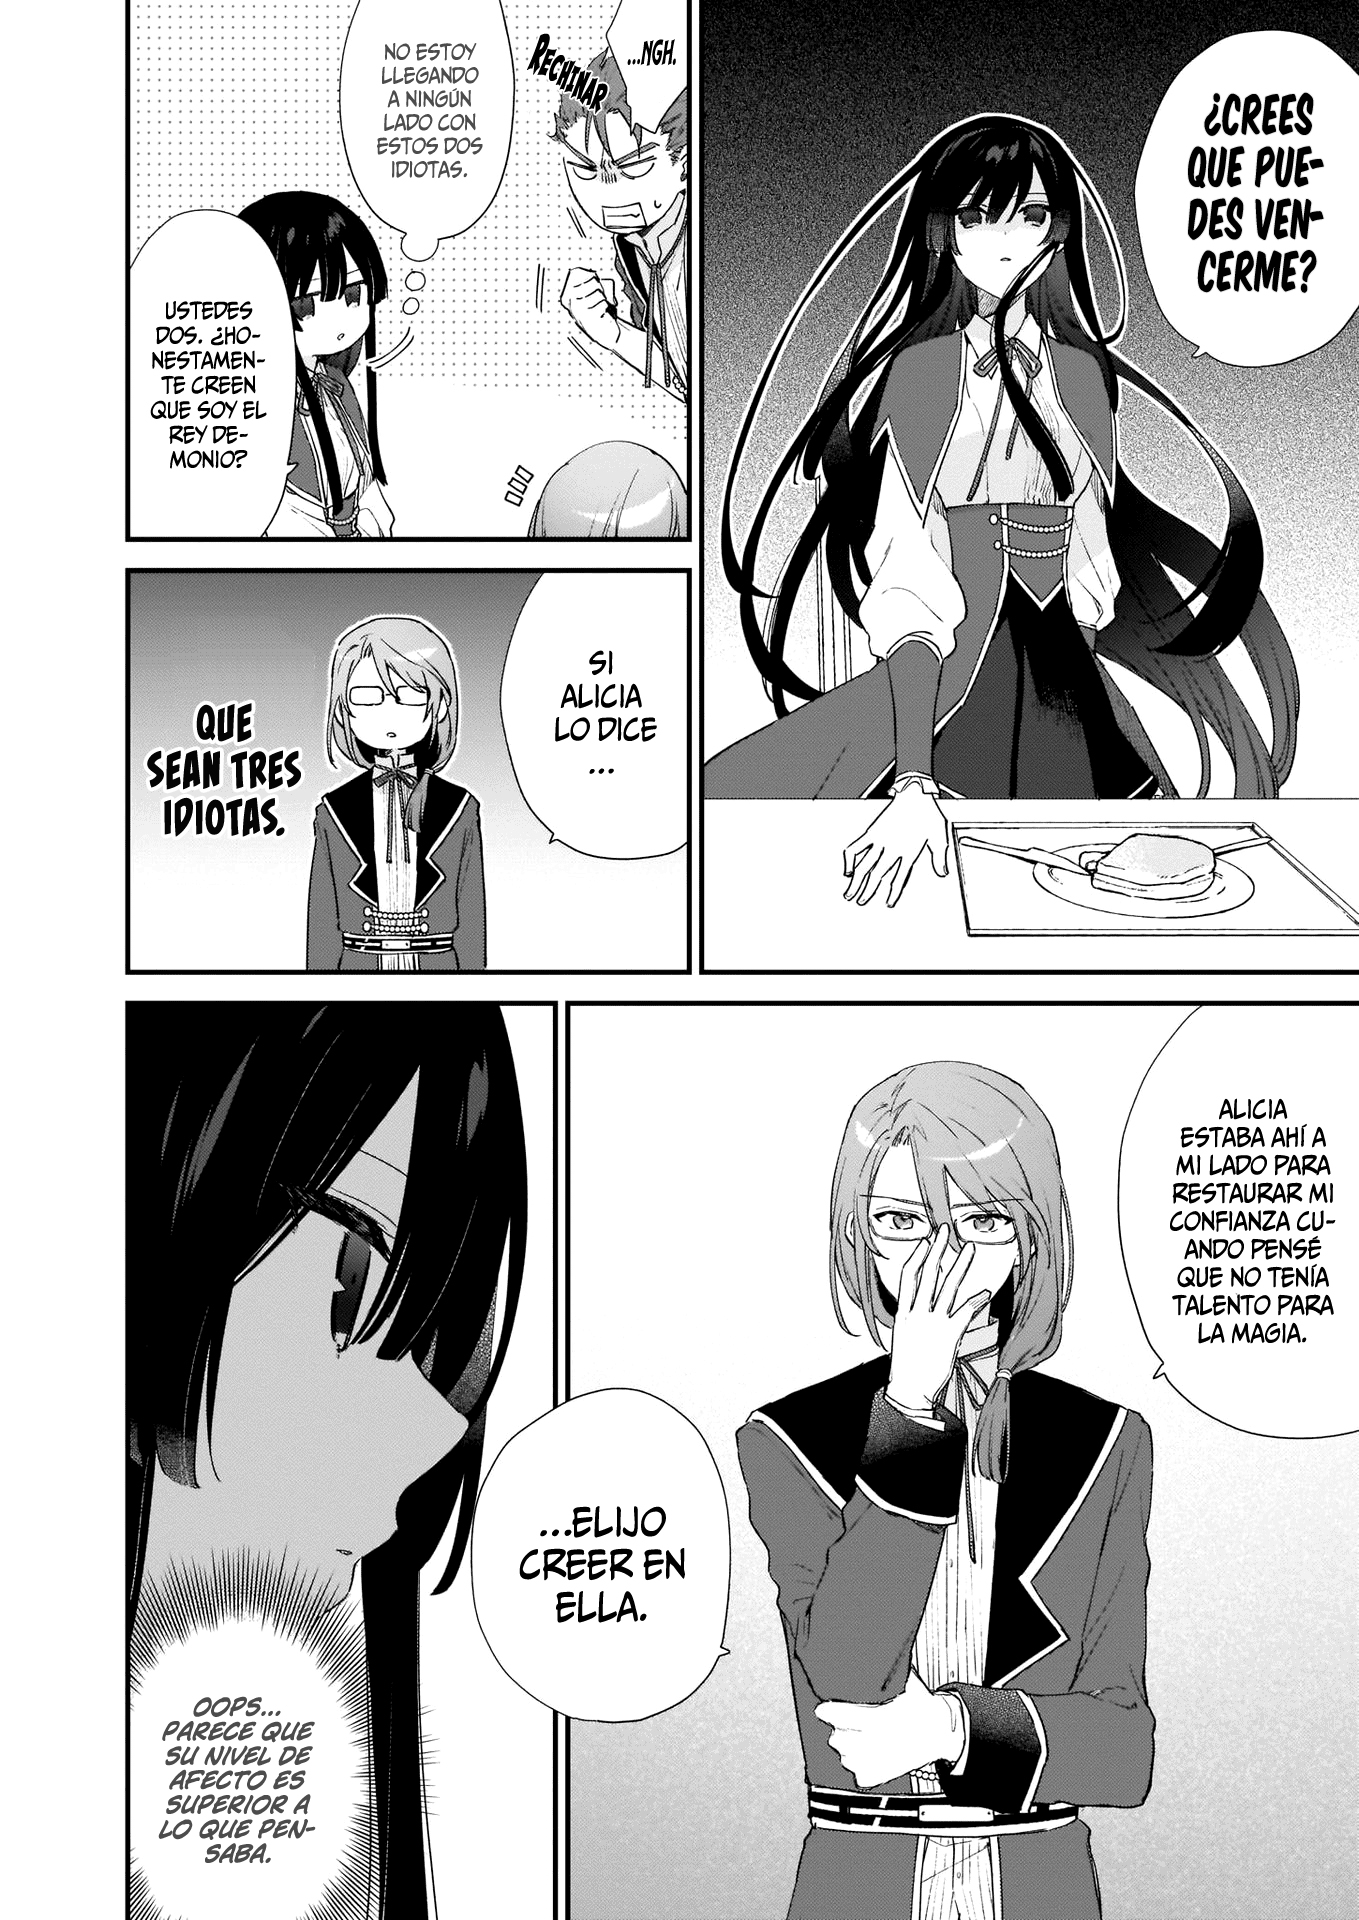 ¿CREES
QUE PUE-
DES VEN-
CERME?
...NGH.
RECHINAR
NO ESTOY
LLEGANDO
A NINGÚN
LADO CON
ESTOS DOS
IDIOTAS.
USTEDES
DOS. ¿HO-
NESTAMEN-
TE CREEN
QUE SOY EL
REY DE-
MONIO?
SI
ALICIA
LO DICE
...
QUE
SEAN TRES
IDIOTAS.
ALICIA
ESTABA AHÍ A
MI LADO PARA
RESTAURAR MI
CONFIANZA CU-
ANDO PENSÉ
QUE NO TENÍA
TALENTO PARA
LA MAGIA.
...ELIJO
CREER EN
ELLA.
OOPS...
PARECE QUE
SU NIVEL DE
AFECTO ES
SUPERIOR A
LO QUE PEN-
SABA.